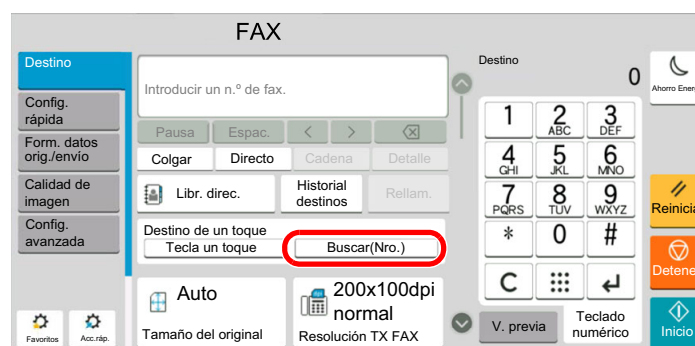 FAX
Destino
Config.
rápida
Form. datos
orig./envío
Calidad de
imagen
Config.
avanzada
Favoritos
Acc.ráp.
Introducir un n.º de fax.
Pausa
Espac.
<
>
Colgar
Directo
Cadena
Detalle
Libr. direc.
Historial
destinos
Rellam.
Destino de un toque
Tecla un toque
Buscar(Nro.)
Auto
Tamaño del original
200x100dpi
normal
Resolución TX FAX
Destino
0
1
2
ABC
3
DEF
4
GHI
5
JKL
6
MNO
7
PQRS
8
TUV
9
WXYZ
*
0
#
C
V. previa
Teclado
numérico
Ahorro Ener
Reinicia
Detene
Inicio